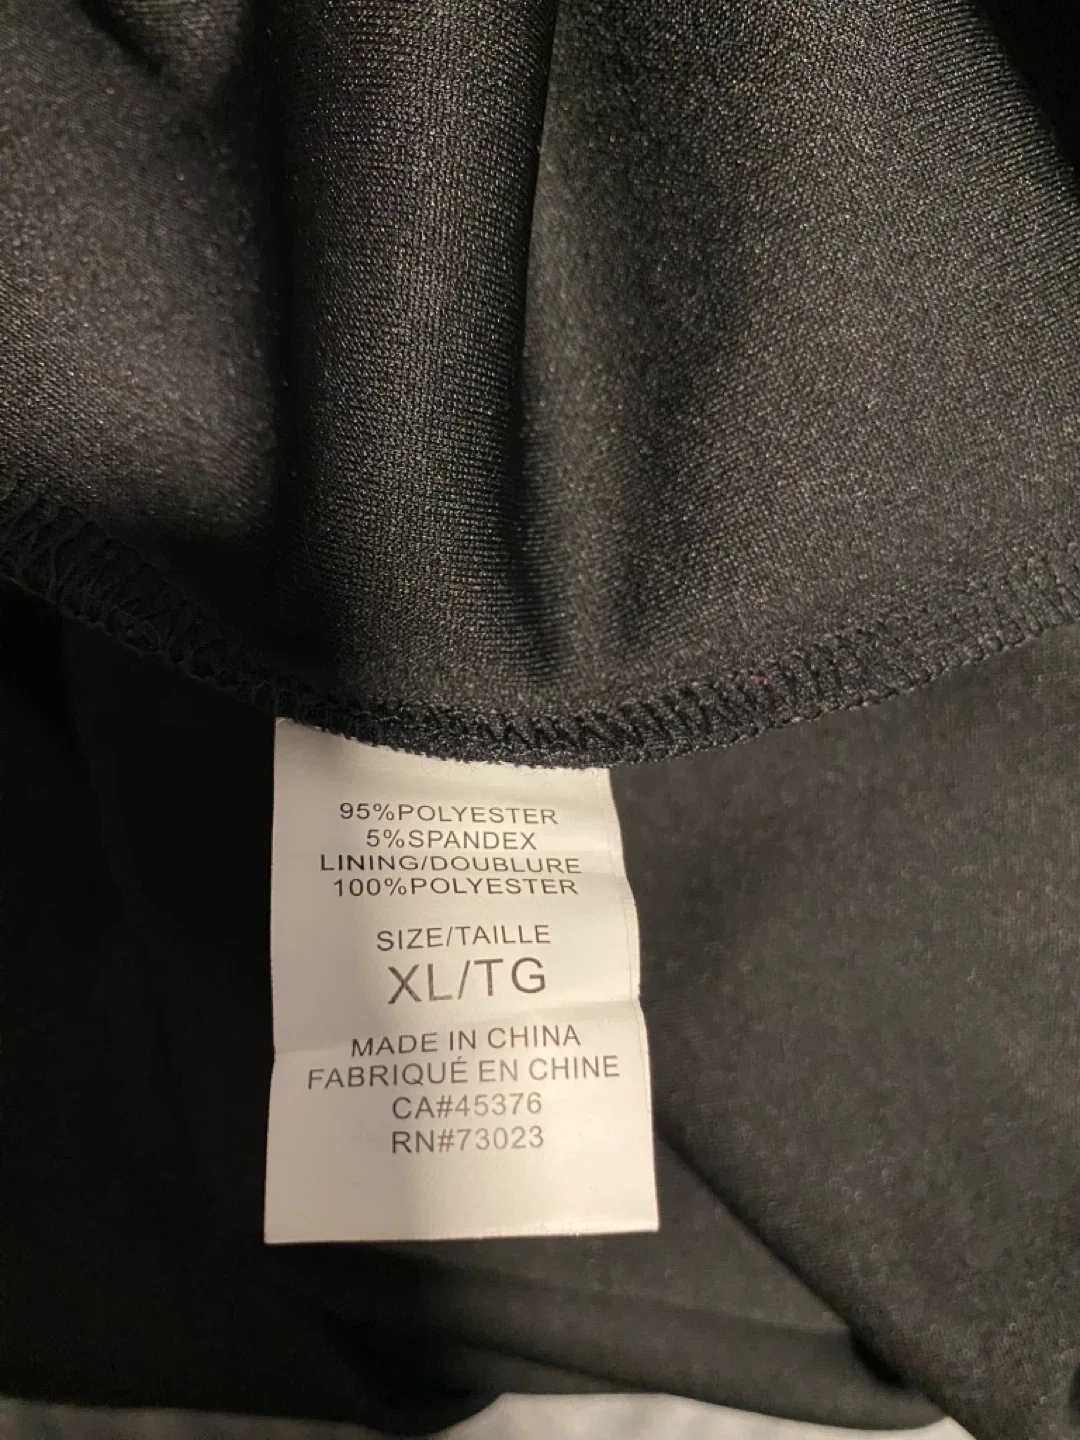 95%POLYESTER
5%SPANDEX
LINING/DOUBLURE
100%POLYESTER
SIZE/TAILLE
XL/TG
MADE IN CHINA
FABRIQUÉ EN CHINE
CA#45376
RN#73023